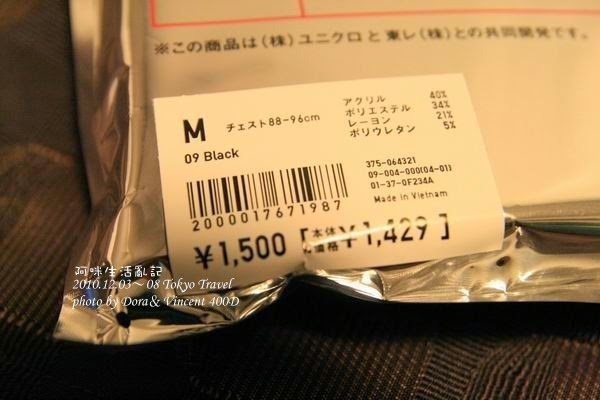 ※この商品は(株)ユニクロと東レ(株)との共同開発です。
M チェスト88-96cm
09 Black
アクリル 40%
ポリエステル 34%
レーヨン 21%
ポリウレタン 5%
375-064321
09-004-000(04-01)
01-37-0F234A
Made in Vietnam
2000017671987
¥1,500 [本体価格¥1,429]
阿咪生活亂記
2010.12.03~08 Tokyo Travel
photo by Dora & Vincent 400D